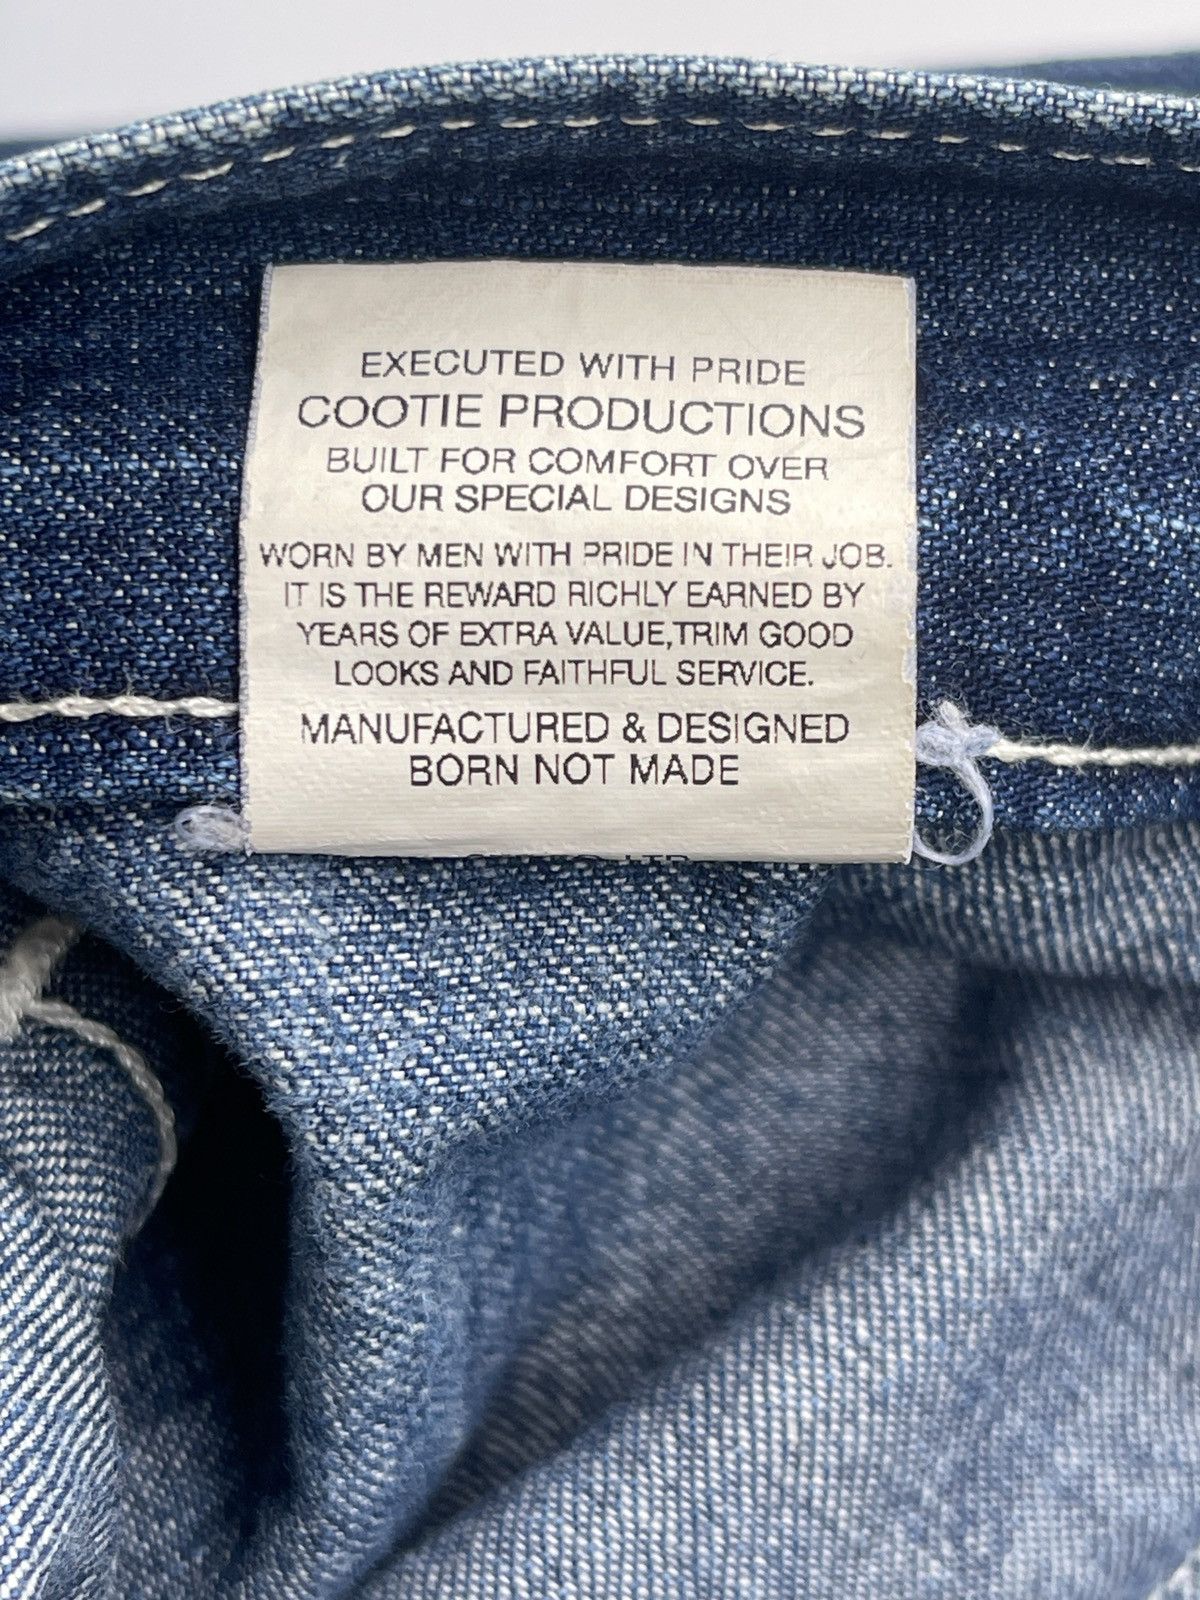 EXECUTED WITH PRIDE
COOTIE PRODUCTIONS
BUILT FOR COMFORT OVER
OUR SPECIAL DESIGNS
WORN BY MEN WITH PRIDE IN THEIR JOB.
IT IS THE REWARD RICHLY EARNED BY
YEARS OF EXTRA VALUE,TRIM GOOD
LOOKS AND FAITHFUL SERVICE.
MANUFACTURED & DESIGNED
BORN NOT MADE